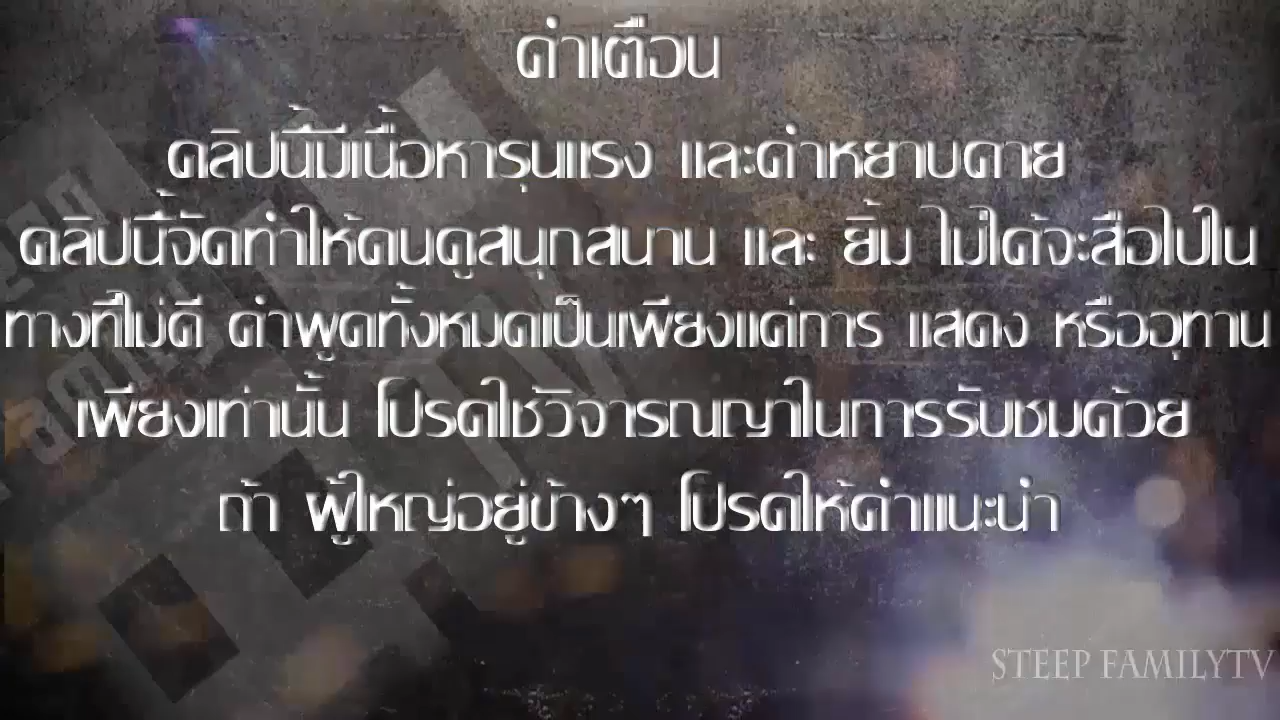 คำเตือน
คลิปนี้มีเนื้อหารุนแรง และคำหยาบคาย
คลิปนี้จัดทำให้คนดูสนุกสนาน และ ยิ้ม ไม่ได้จะสือไปใน
ทางที่ไม่ดี คำพูดทั้งหมดเป็นเพียงแค่การ แสดง หรืออุทาน
เพียงเท่านั้น โปรดใช้วิจารณญาในการรับชมด้วย
ถ้า ผู้ใหญ่อยู่ข้างๆ โปรดให้คำแนะนำ
STEEP FAMILYTV